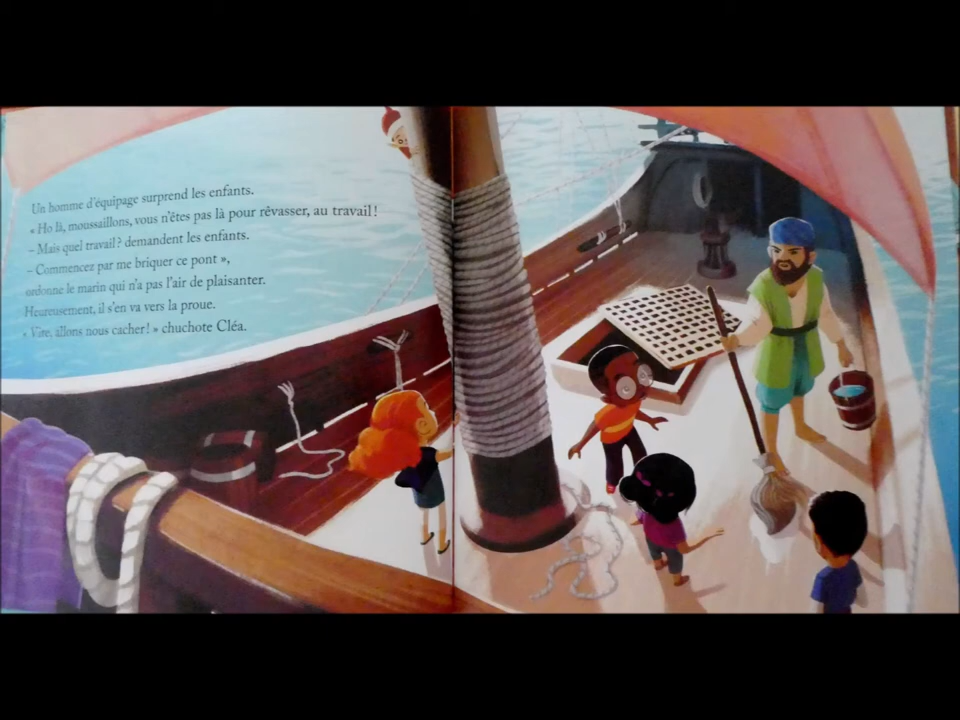 Un homme d'équipage surprend les enfants.
« Ho là, moussaillons, vous n'êtes pas là pour rêvasser, au travail !
– Mais quel travail ? demandent les enfants.
– Commencez par me briquer ce pont »,
ordonne le marin qui n'a pas l'air de plaisanter.
Heureusement, il s'en va vers la proue.
« Vite, allons nous cacher ! » chuchote Cléa.